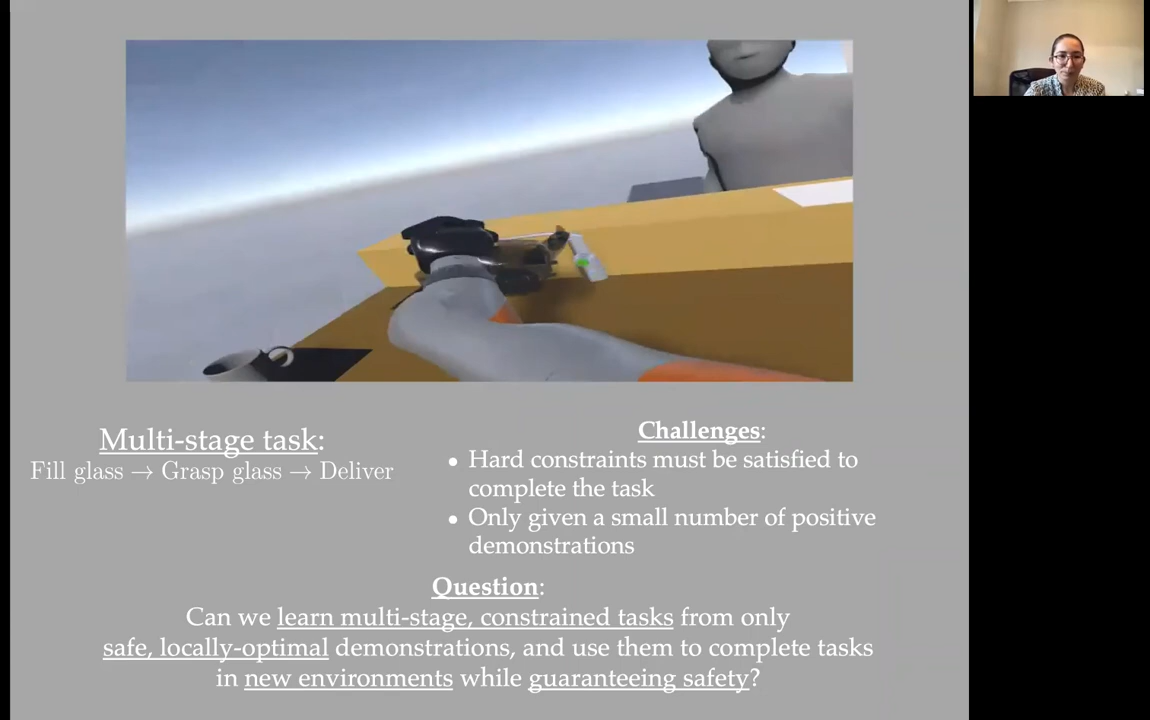 Multi-stage task:
Fill glass → Grasp glass → Deliver
Challenges:
• Hard constraints must be satisfied to
complete the task
• Only given a small number of positive
demonstrations
Question:
Can we learn multi-stage, constrained tasks from only
safe, locally-optimal demonstrations, and use them to complete tasks
in new environments while guaranteeing safety?